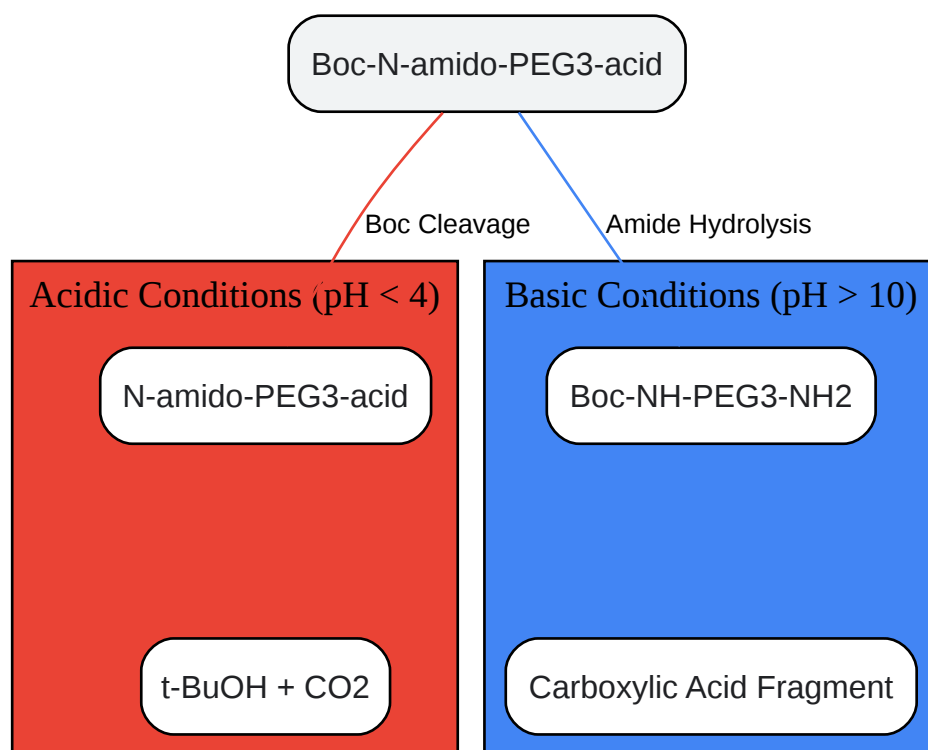 Boc-N-amido-PEG3-acid
Boc Cleavage
Amide Hydrolysis
Acidic Conditions (pH < 4)
N-amido-PEG3-acid
t-BuOH + CO2
Basic Conditions (pH > 10)
Boc-NH-PEG3-NH2
Carboxylic Acid Fragment